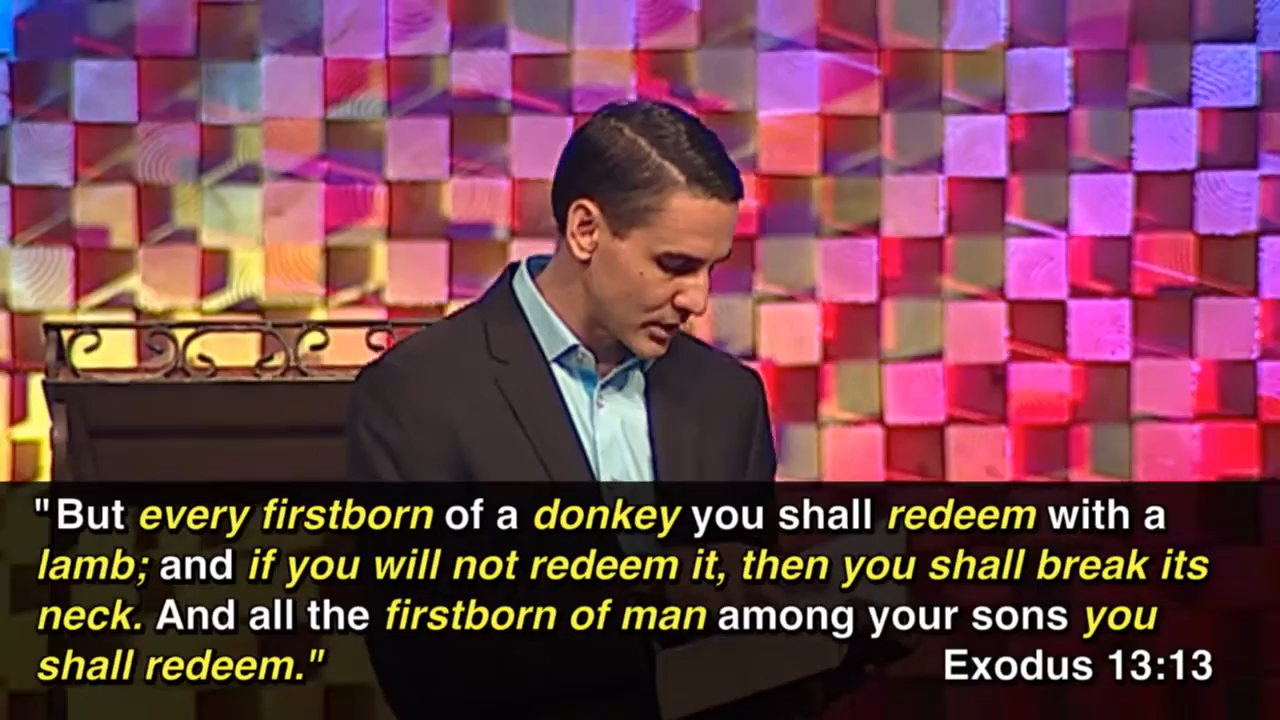 "But every firstborn of a donkey you shall redeem with a
lamb; and if you will not redeem it, then you shall break its
neck. And all the firstborn of man among your sons you
shall redeem."
Exodus 13:13